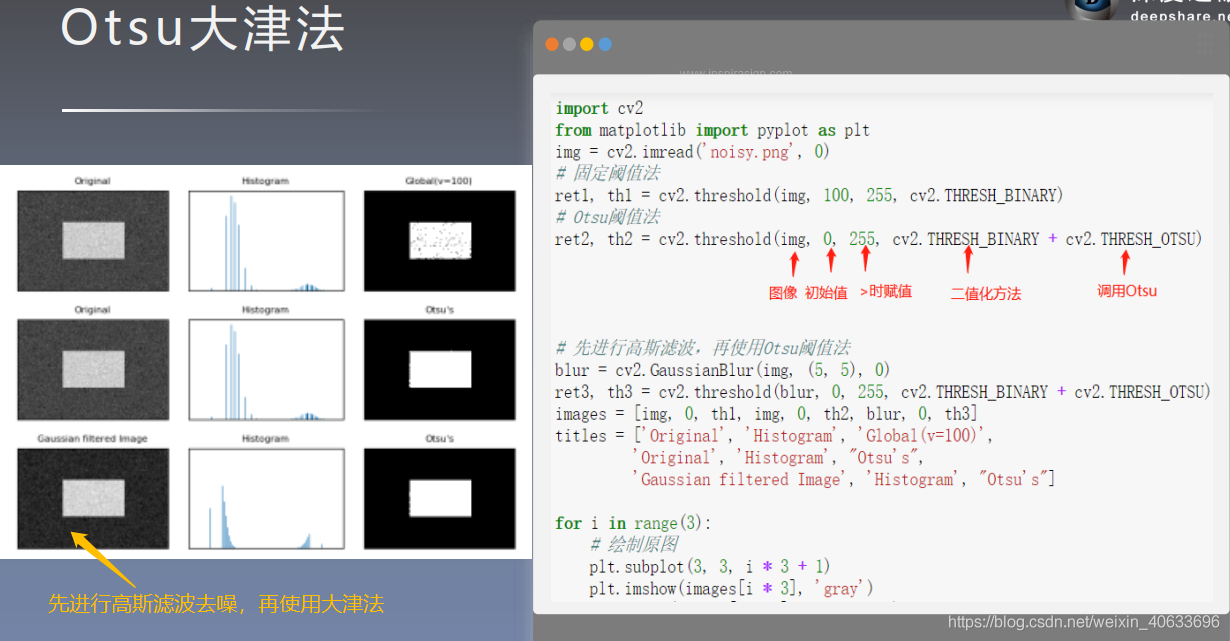 Otsu大津法
deepshare.ne
www.inspirasign.com
Original
Histogram
Global(v=100)
Original
Histogram
Otsu's
Gaussian filtered Image
Histogram
Otsu's
先进行高斯滤波去噪，再使用大津法
import cv2
from matplotlib import pyplot as plt
img = cv2.imread('noisy.png', 0)
# 固定阈值法
ret1, th1 = cv2.threshold(img, 100, 255, cv2.THRESH_BINARY)
# Otsu阈值法
ret2, th2 = cv2.threshold(img, 0, 255, cv2.THRESH_BINARY + cv2.THRESH_OTSU)
图像 初始值 >时赋值 二值化方法 调用Otsu
# 先进行高斯滤波，再使用Otsu阈值法
blur = cv2.GaussianBlur(img, (5, 5), 0)
ret3, th3 = cv2.threshold(blur, 0, 255, cv2.THRESH_BINARY + cv2.THRESH_OTSU)
images = [img, 0, th1, img, 0, th2, blur, 0, th3]
titles = ['Original', 'Histogram', 'Global(v=100)',
'Original', 'Histogram', "Otsu's",
'Gaussian filtered Image', 'Histogram', "Otsu's"]
for i in range(3):
# 绘制原图
plt.subplot(3, 3, i * 3 + 1)
plt.imshow(images[i * 3], 'gray')
https://blog.csdn.net/weixin_40633696